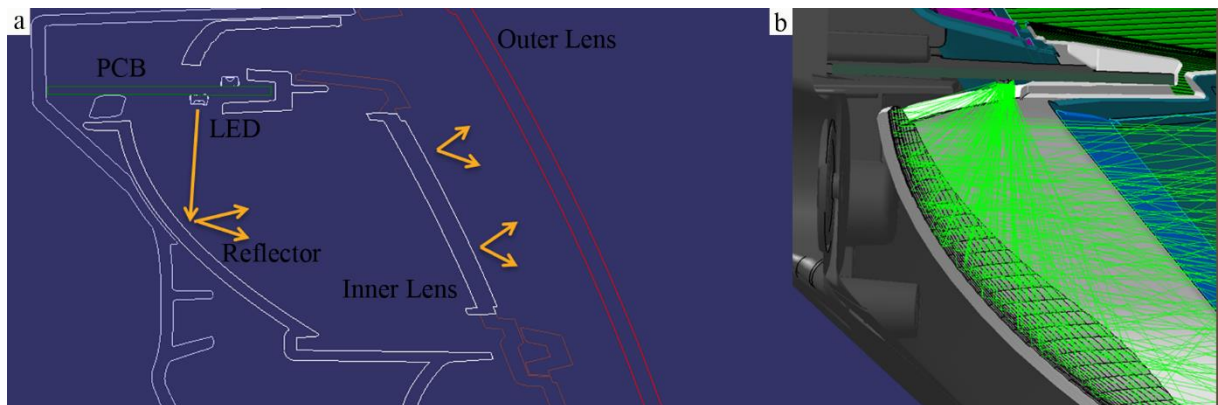 a
b
Outer Lens
PCB
LED
Reflector
Inner Lens